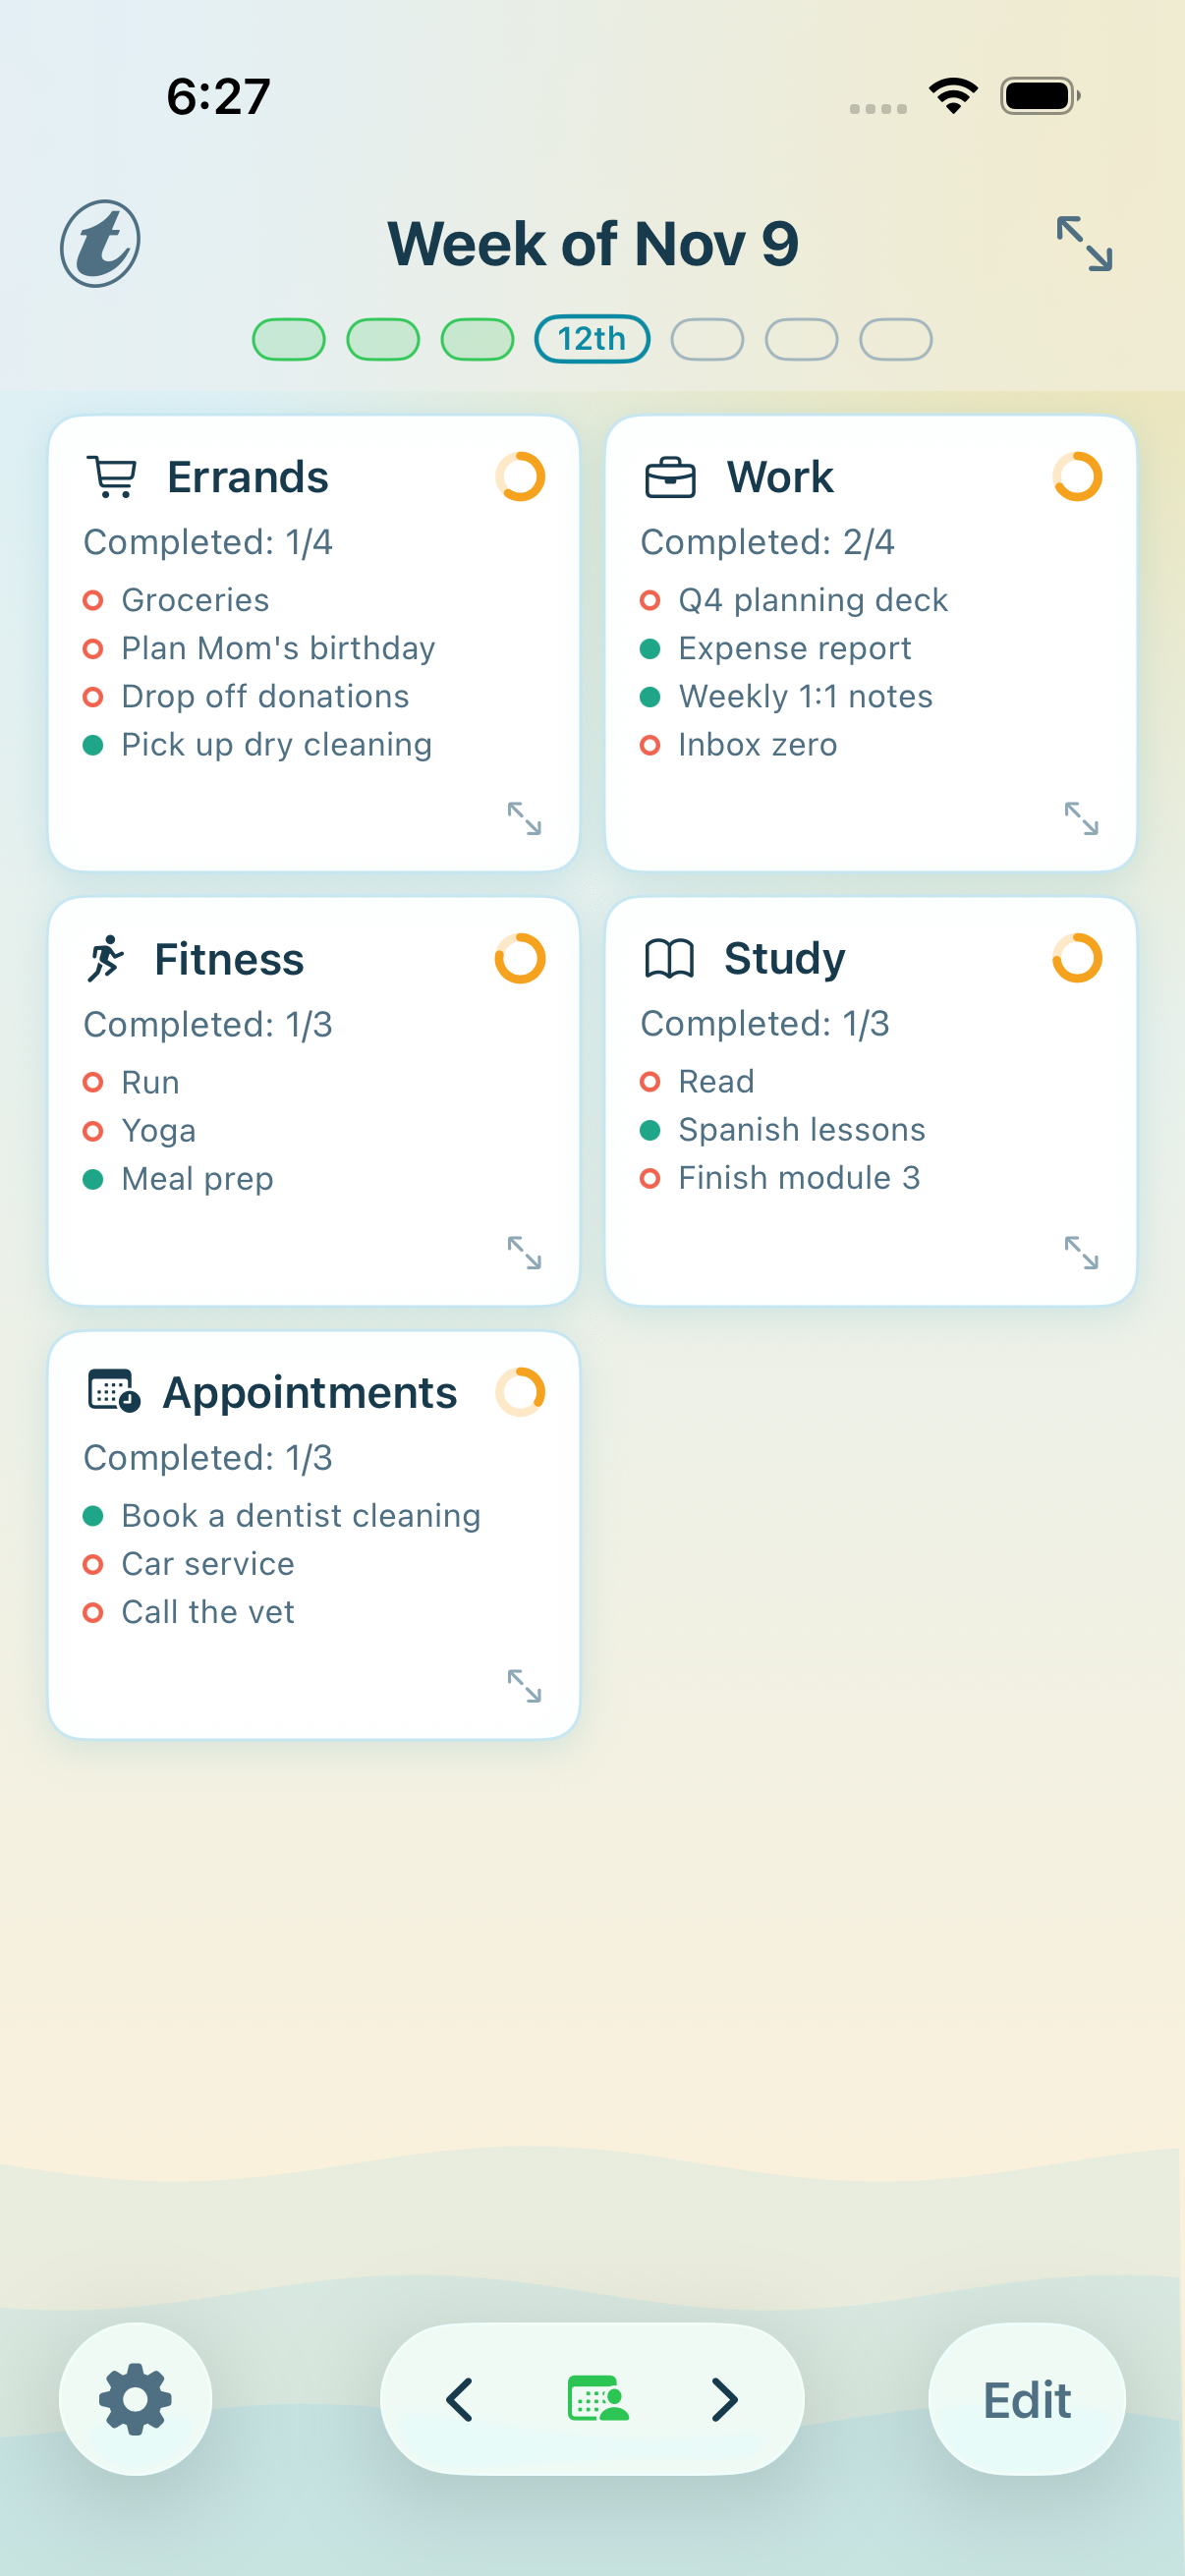 6:27
t
Week of Nov 9
12th
Errands
Completed: 1/4
Groceries
Plan Mom's birthday
Drop off donations
Pick up dry cleaning
Work
Completed: 2/4
Q4 planning deck
Expense report
Weekly 1:1 notes
Inbox zero
Fitness
Completed: 1/3
Run
Yoga
Meal prep
Study
Completed: 1/3
Read
Spanish lessons
Finish module 3
Appointments
Completed: 1/3
Book a dentist cleaning
Car service
Call the vet
Edit